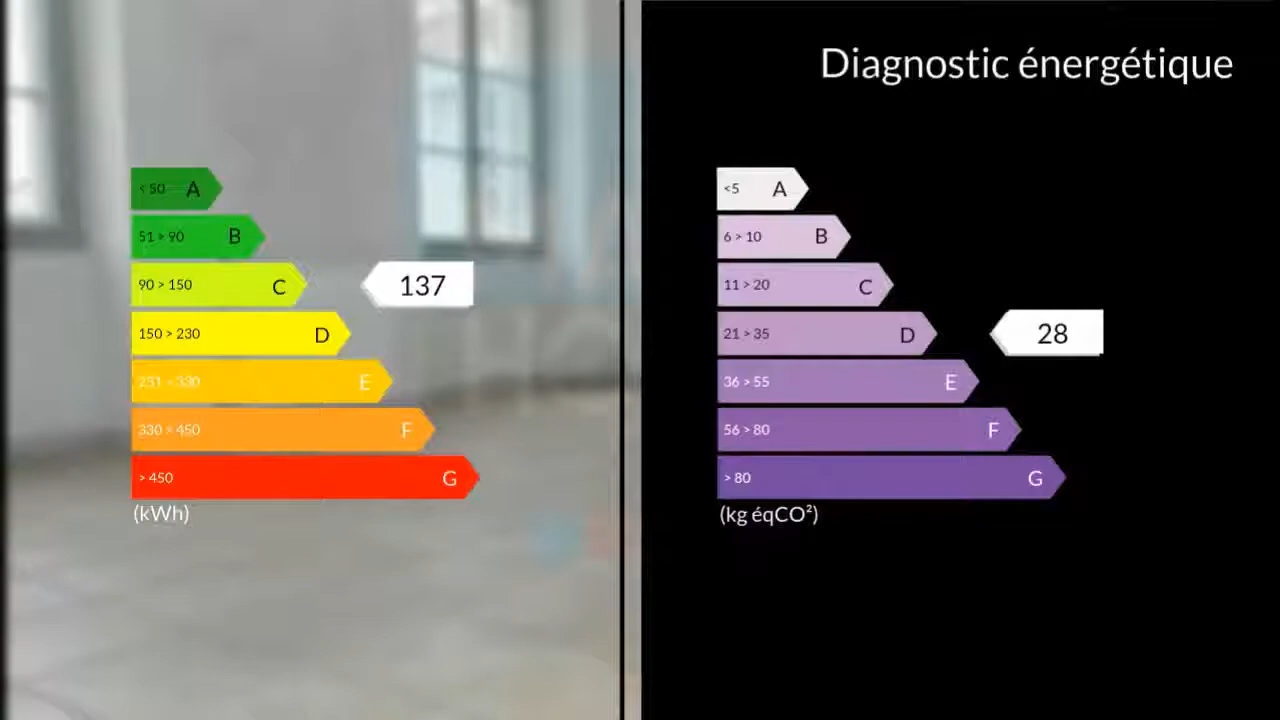 Diagnostic énergétique
< 50 A
51 > 90 B
90 > 150 C
137
150 > 230 D
231 > 330 E
330 > 450 F
> 450 G
(kWh)
<5 A
6 > 10 B
11 > 20 C
21 > 35 D
28
36 > 55 E
56 > 80 F
> 80 G
(kg éqCO²)